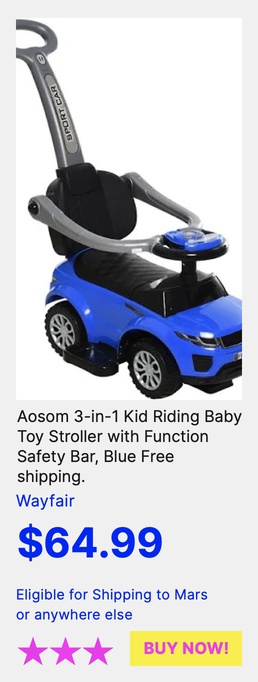 SPORT CAR
Aosom 3-in-1 Kid Riding Baby
Toy Stroller with Function
Safety Bar, Blue Free
shipping.
Wayfair
$64.99
Eligible for Shipping to Mars
or anywhere else
BUY NOW!